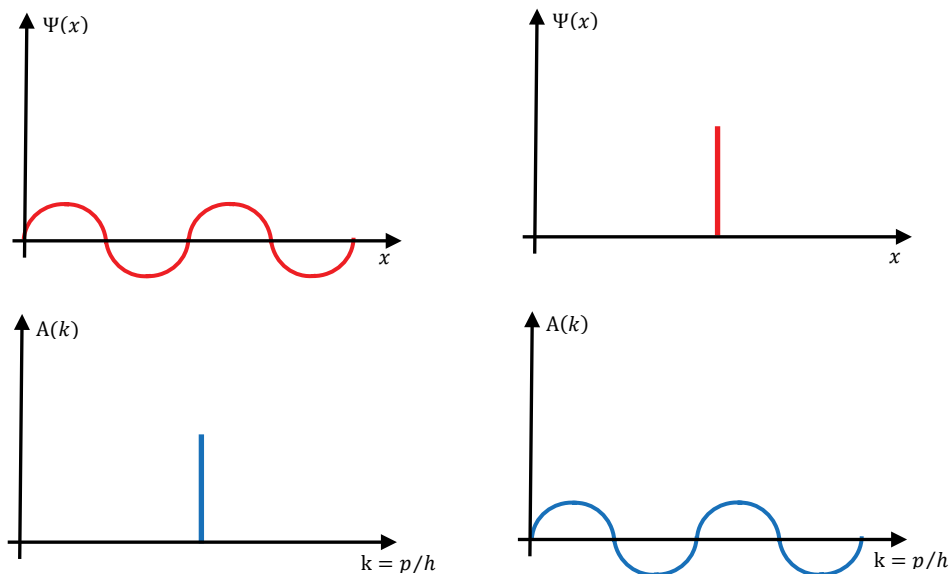 Ψ(x)
x
Ψ(x)
x
A(k)
k = p/h
A(k)
k = p/h